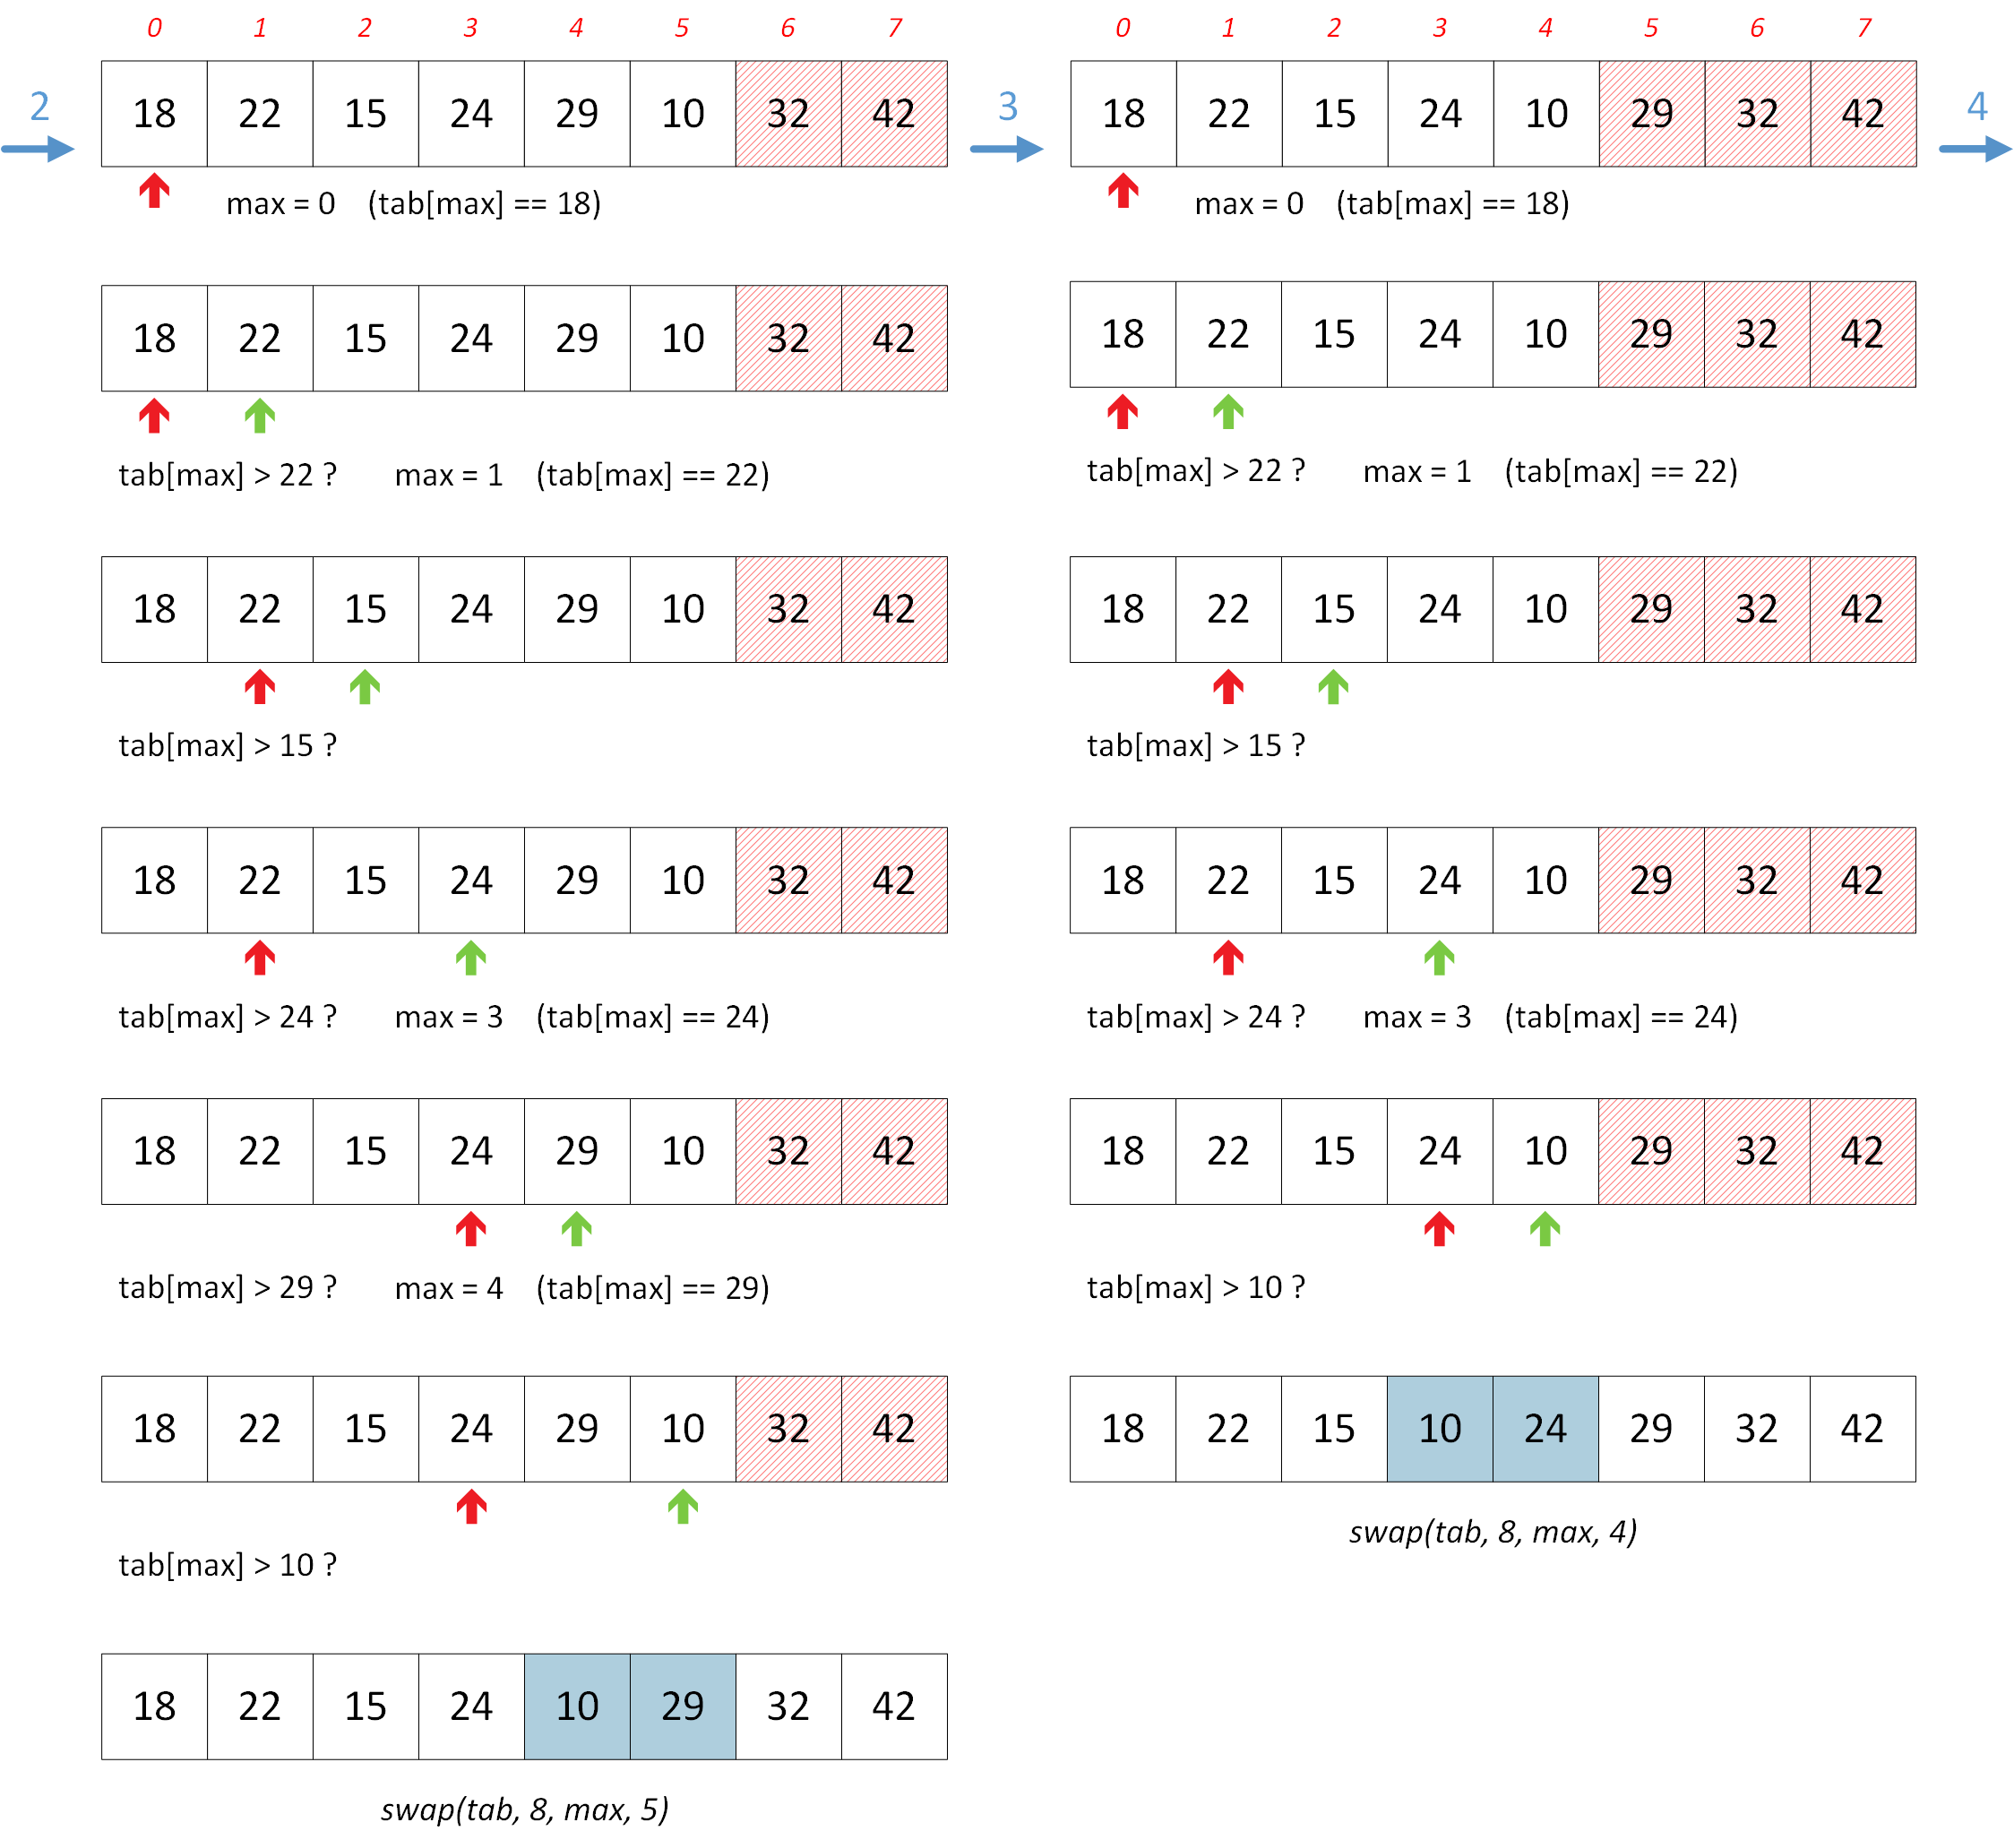 0 1 2 3 4 5 6 7
2
18 22 15 24 29 10 32 42
max = 0 (tab[max] == 18)
18 22 15 24 29 10 32 42
tab[max] > 22 ? max = 1 (tab[max] == 22)
18 22 15 24 29 10 32 42
tab[max] > 15 ?
18 22 15 24 29 10 32 42
tab[max] > 24 ? max = 3 (tab[max] == 24)
18 22 15 24 29 10 32 42
tab[max] > 29 ? max = 4 (tab[max] == 29)
18 22 15 24 29 10 32 42
tab[max] > 10 ?
18 22 15 24 10 29 32 42
swap(tab, 8, max, 5)
0 1 2 3 4 5 6 7
3
18 22 15 24 10 29 32 42
max = 0 (tab[max] == 18)
18 22 15 24 10 29 32 42
tab[max] > 22 ? max = 1 (tab[max] == 22)
18 22 15 24 10 29 32 42
tab[max] > 15 ?
18 22 15 24 10 29 32 42
tab[max] > 24 ? max = 3 (tab[max] == 24)
18 22 15 24 10 29 32 42
tab[max] > 10 ?
18 22 15 10 24 29 32 42
swap(tab, 8, max, 4)
4